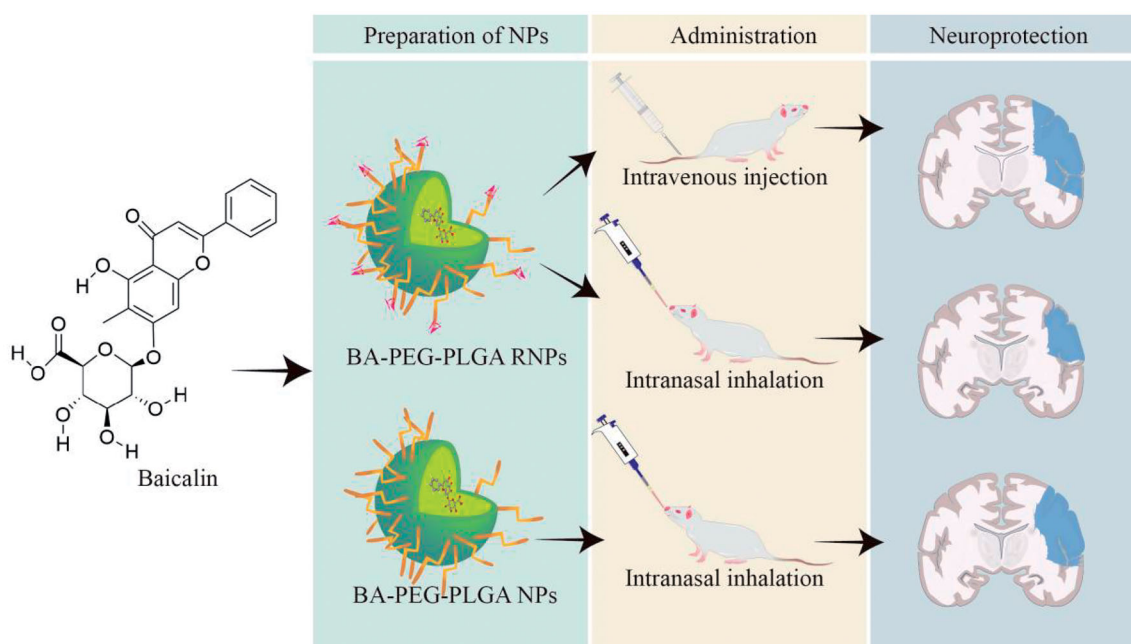 Preparation of NPs
Administration
Neuroprotection
Intravenous injection
O
O
O
H
O
O
H
O
O
O
O
H
O
H
O
H
BA-PEG-PLGA RNPs
Intranasal inhalation
Baicalin
BA-PEG-PLGA NPs
Intranasal inhalation